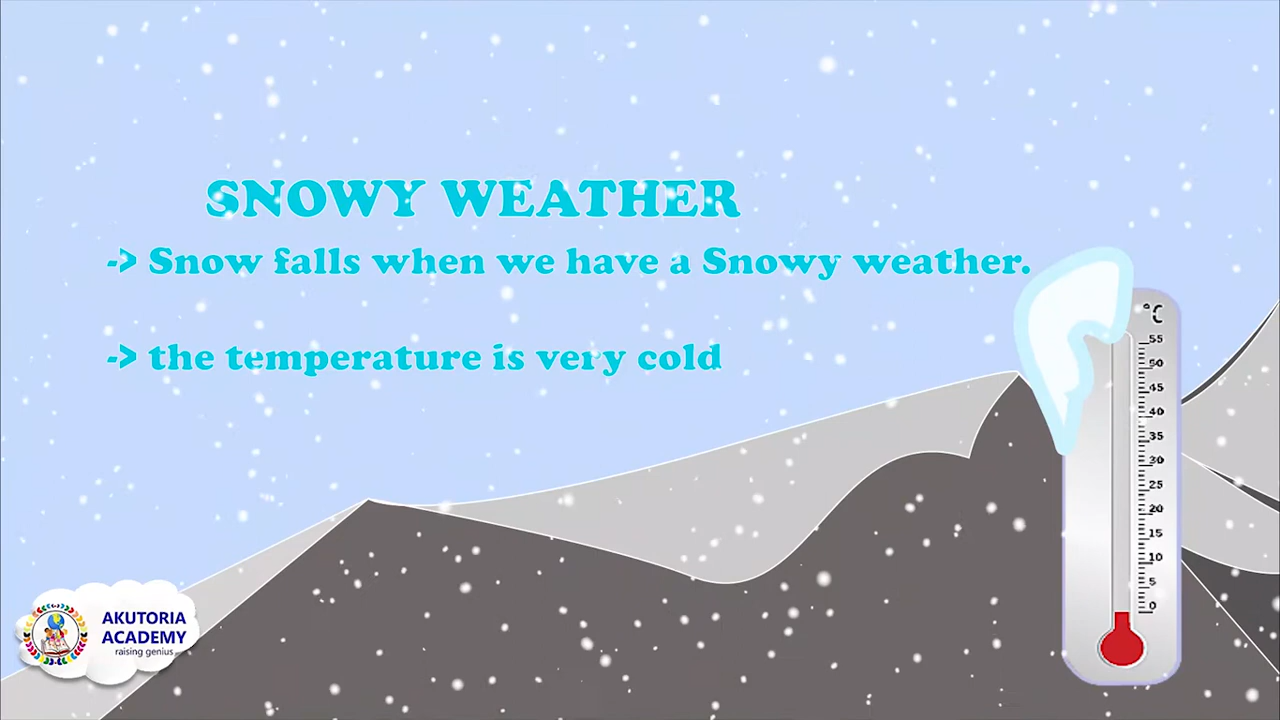 SNOWY WEATHER
-> Snow falls when we have a Snowy weather.
-> the temperature is very cold
°C
55
50
45
40
35
30
25
20
15
10
5
0
AKUTORIA
ACADEMY
raising genius